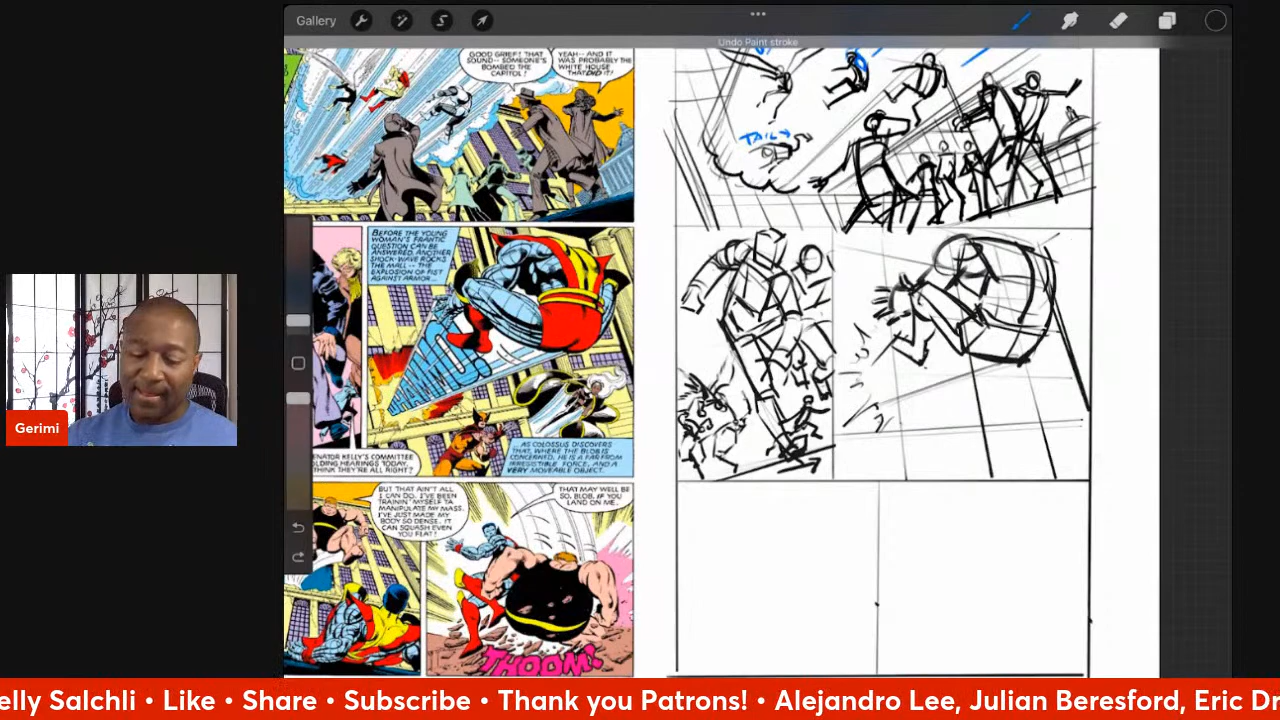 Gallery
Undo Paint stroke
GOOD GRIEF! THAT
SOUND-- SOMEONE'S
BOMBED THE
CAPITOL!
YEAH-- AND IT
WAS PROBABLY THE
WHITE HOUSE
THAT DID IT!
TAIL
BEFORE THE YOUNG
WOMAN'S FRANTIC
QUESTION CAN BE
ANSWERED, ANOTHER
SHOCK-WAVE ROCKS
THE MALL -- THE
EXPLOSION OF FIST
AGAINST ARMOR...
ENATOR KELLY'S COMMITTEE
OLDING HEARINGS TODAY.
THINK THEY'RE ALL RIGHT?
...AS COLOSSUS DISCOVERS
THAT, WHERE THE BLOB IS
CONCERNED, HE IS A FAR FROM
IRRESISTIBLE FORCE, AND A
VERY MOVEABLE OBJECT.
BUT THAT AIN'T ALL
I CAN DO. I'VE BEEN
TRAININ' MYSELF TA
MANIPULATE MY MASS.
I'VE JUST MADE MY
BODY SO DENSE, IT
CAN SQUASH EVEN
YOU FLAT!
THAT MAY WELL BE
SO, BLOB, IF YOU
LAND ON ME.
THOOM!
Gerimi
elly Salchli • Like • Share • Subscribe • Thank you Patrons! • Alejandro Lee, Julian Beresford, Eric Dr